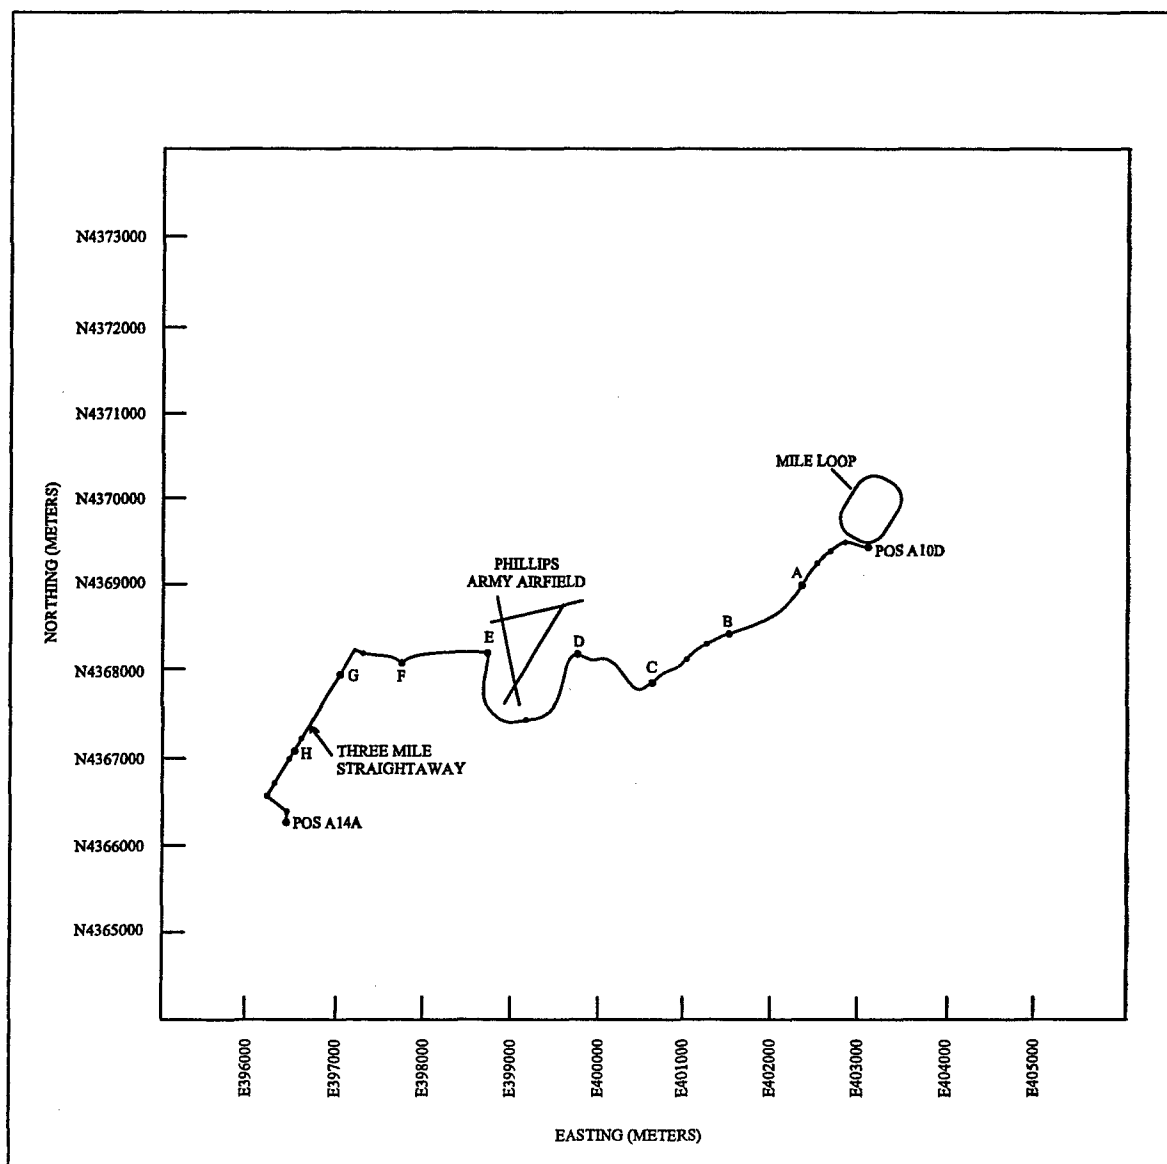 N4373000
N4372000
N4371000
N4370000
N4369000
N4368000
N4367000
N4366000
N4365000
NORTHING (METERS)
MILE LOOP
POS A10D
PHILLIPS
ARMY AIRFIELD
A
B
C
D
E
F
G
H
THREE MILE
STRAIGHTAWAY
POS A14A
E396000
E397000
E398000
E399000
E400000
E401000
E402000
E403000
E404000
E405000
EASTING (METERS)